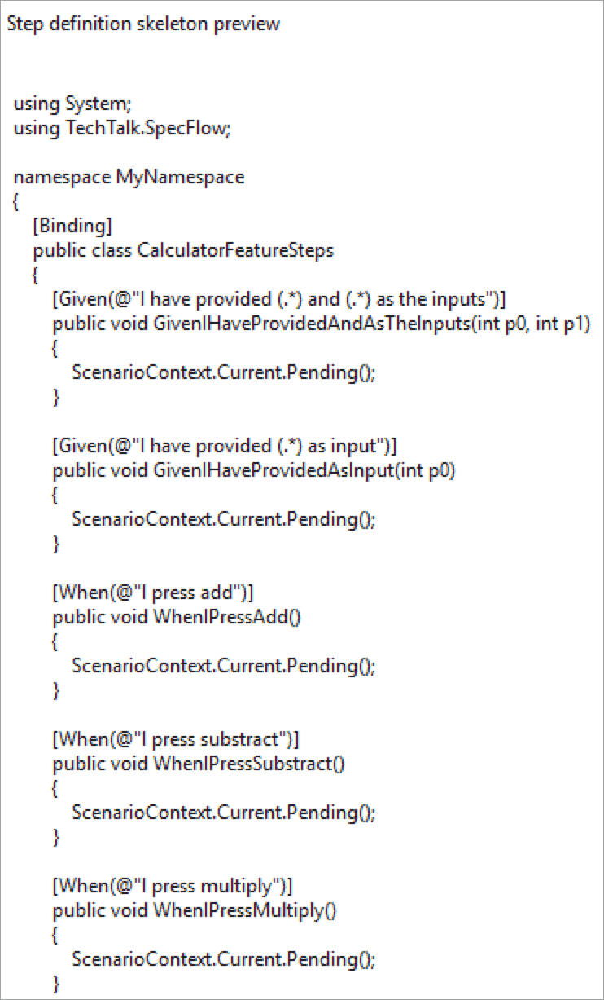 Step definition skeleton preview
using System;
using TechTalk.SpecFlow;
namespace MyNamespace
{
[Binding]
public class CalculatorFeatureSteps
{
[Given(@"I have provided (.*) and (.*) as the inputs")]
public void GivenIHaveProvidedAndAsTheInputs(int p0, int p1)
{
ScenarioContext.Current.Pending();
}
[Given(@"I have provided (.*) as input")]
public void GivenIHaveProvidedAsInput(int p0)
{
ScenarioContext.Current.Pending();
}
[When(@"I press add")]
public void WhenIPressAdd()
{
ScenarioContext.Current.Pending();
}
[When(@"I press substract")]
public void WhenIPressSubstract()
{
ScenarioContext.Current.Pending();
}
[When(@"I press multiply")]
public void WhenIPressMultiply()
{
ScenarioContext.Current.Pending();
}